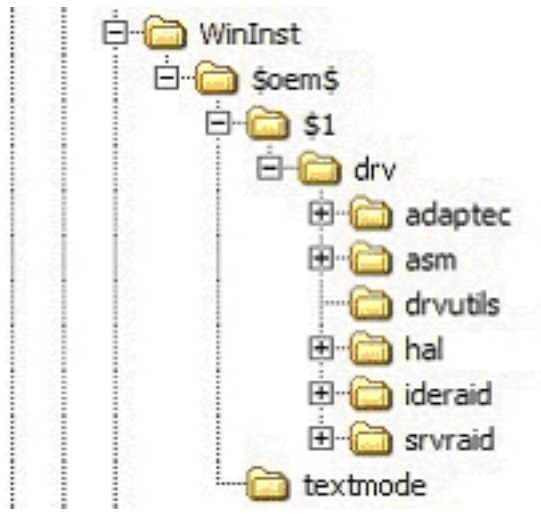 WinInst
$oem$
$1
drv
adaptec
asm
drvutils
hal
ideraid
srvraid
textmode